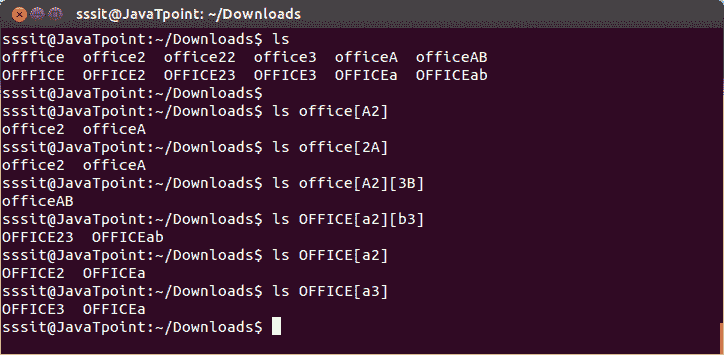 sssit@JavaTpoint: ~/Downloads
sssit@JavaTpoint:~/Downloads$ ls
offfice  office2  office22  office3  officeA  officeAB
OFFFICE  OFFICE2  OFFICE23  OFFICE3  OFFICEa  OFFICEab
sssit@JavaTpoint:~/Downloads$
sssit@JavaTpoint:~/Downloads$ ls office[A2]
office2  officeA
sssit@JavaTpoint:~/Downloads$ ls office[2A]
office2  officeA
sssit@JavaTpoint:~/Downloads$ ls office[A2][3B]
officeAB
sssit@JavaTpoint:~/Downloads$ ls OFFICE[a2][b3]
OFFICE23  OFFICEab
sssit@JavaTpoint:~/Downloads$ ls OFFICE[a2]
OFFICE2  OFFICEa
sssit@JavaTpoint:~/Downloads$ ls OFFICE[a3]
OFFICE3  OFFICEa
sssit@JavaTpoint:~/Downloads$